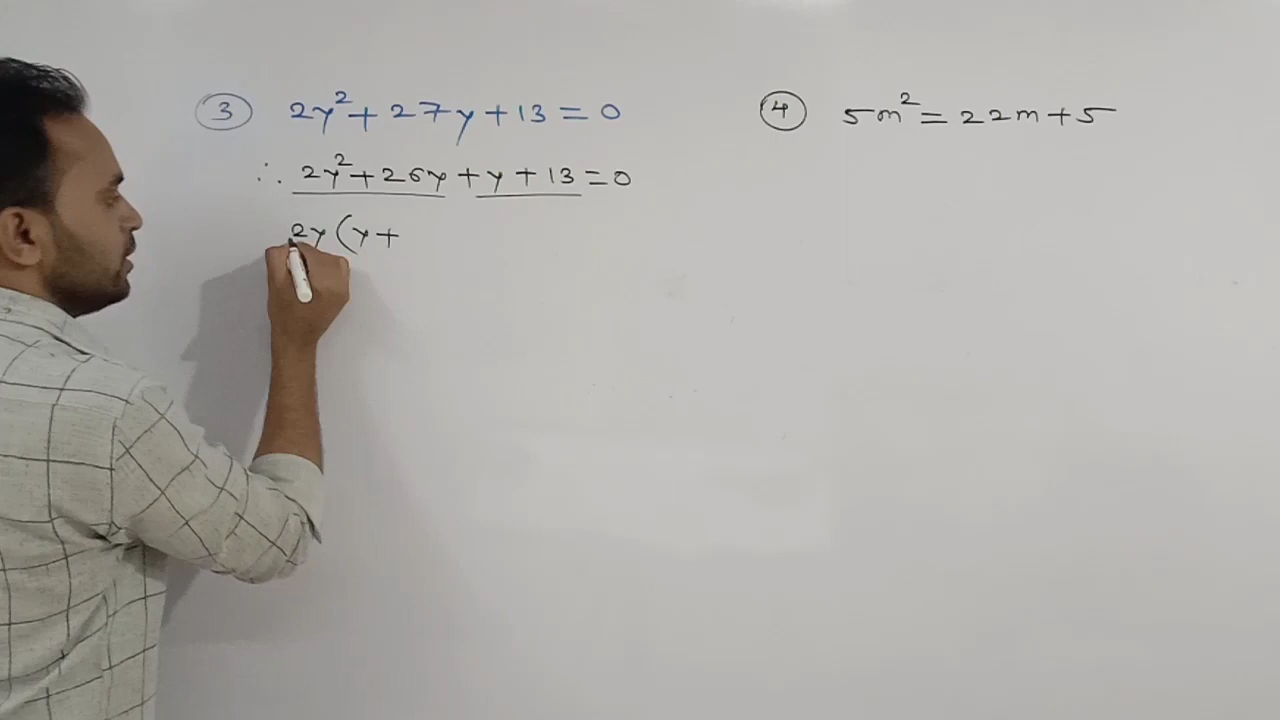 ③ 2y² + 27y + 13 = 0
∴ 2y² + 26y + y + 13 = 0
2y (y +
④ 5m² = 22m + 5